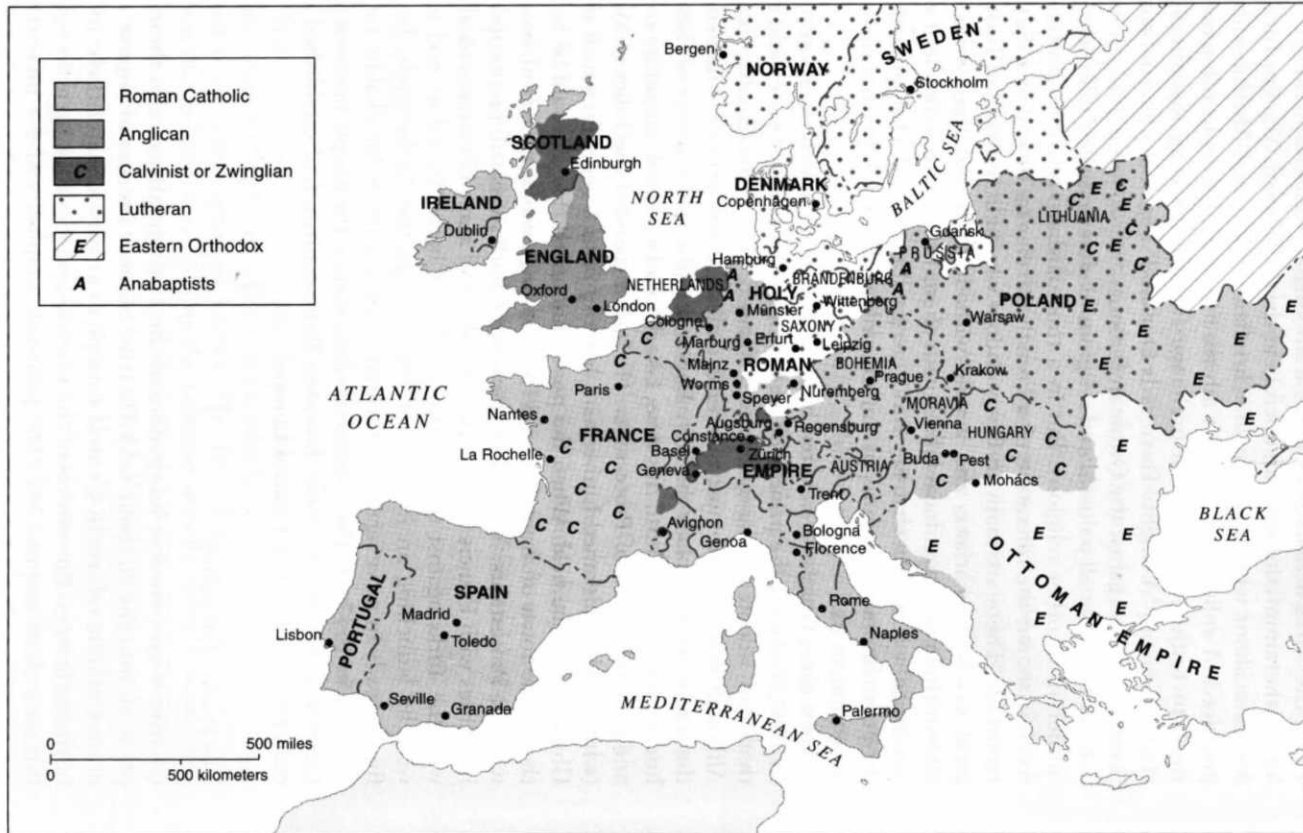 Roman Catholic
Anglican
C Calvinist or Zwinglian
Lutheran
E Eastern Orthodox
A Anabaptists
Bergen
NORWAY
SWEDEN
Stockholm
SCOTLAND
Edinburgh
NORTH
SEA
DENMARK
Copenhagen
BALTIC SEA
IRELAND
Dublin
ENGLAND
Oxford
London
LITHUANIA
C
E
C
E
C
C
E
C
Gdańsk
PRUSSIA
Hamburg
BRANDENBURG
NETHERLANDS
A
A
A
A
HOLY
Münster
Wittenberg
POLAND
Warsaw
E
E
E
E
E
E
E
Cologne
C
Marburg
Erfurt
SAXONY
Leipzig
ROMAN
BOHEMIA
Prague
Krakow
Mainz
Worms
Speyer
Nuremberg
MORAVIA
Vienna
HUNGARY
C
C
C
C
C
Buda
Pest
Mohács
ATLANTIC
OCEAN
Paris
C
C
Nantes
FRANCE
La Rochelle
C
C
C
C
C
C
Augsburg
Regensburg
Constance
Basel
Zürich
Geneva
EMPIRE
AUSTRIA
Trent
Avignon
Genoa
Bologna
Florence
Rome
Naples
Palermo
E
E
E
E
E
E
E
E
OTTOMAN EMPIRE
BLACK
SEA
PORTUGAL
SPAIN
Madrid
Toledo
Lisbon
Seville
Granada
MEDITERRANEAN SEA
0 500 miles
500 kilometers